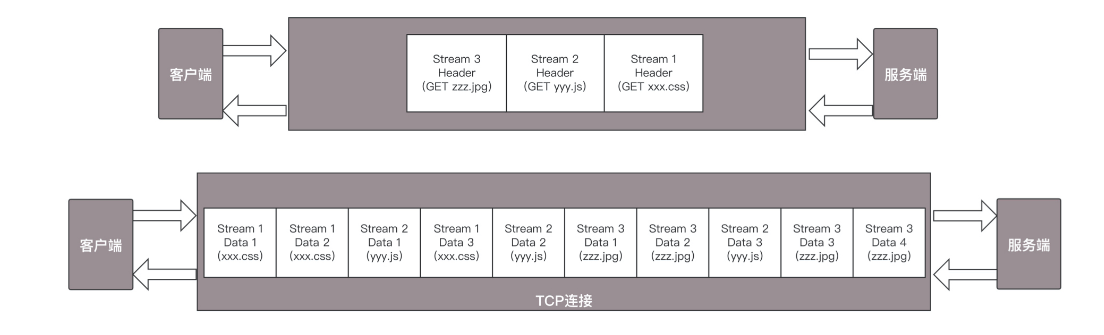 客户端
Stream 3
Header
(GET zzz.jpg)
Stream 2
Header
(GET yyy.js)
Stream 1
Header
(GET xxx.css)
服务端
客户端
Stream 1
Data 1
(xxx.css)
Stream 1
Data 2
(xxx.css)
Stream 2
Data 1
(yyy.js)
Stream 1
Data 3
(xxx.css)
Stream 2
Data 2
(yyy.js)
Stream 3
Data 1
(zzz.jpg)
Stream 3
Data 2
(zzz.jpg)
Stream 2
Data 3
(yyy.js)
Stream 3
Data 3
(zzz.jpg)
Stream 3
Data 4
(zzz.jpg)
服务端
TCP连接